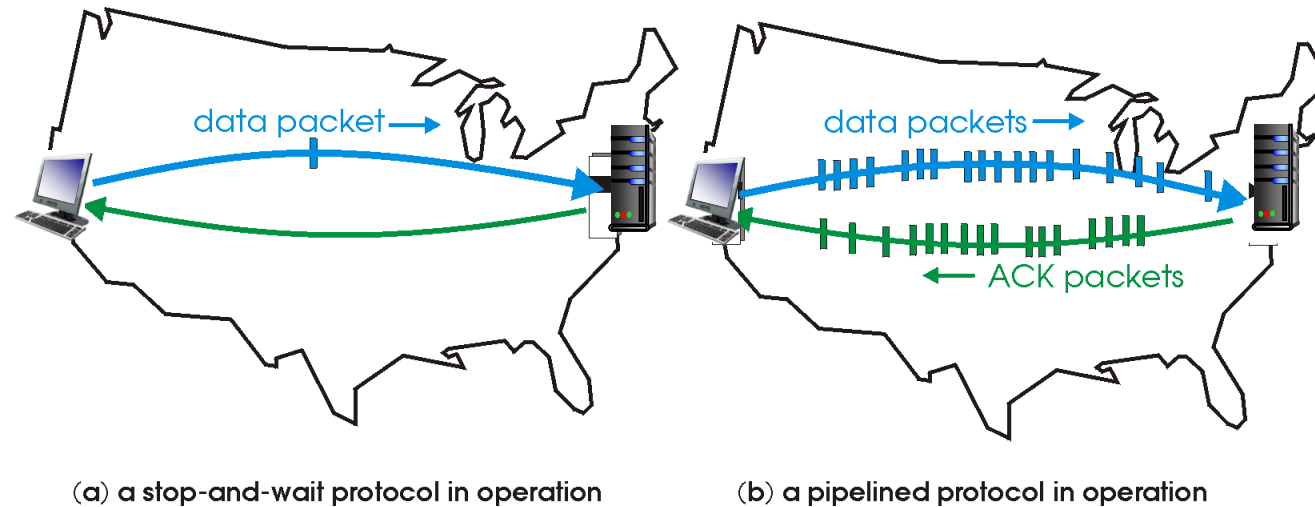 data packet
data packets
ACK packets
(a) a stop-and-wait protocol in operation
(b) a pipelined protocol in operation